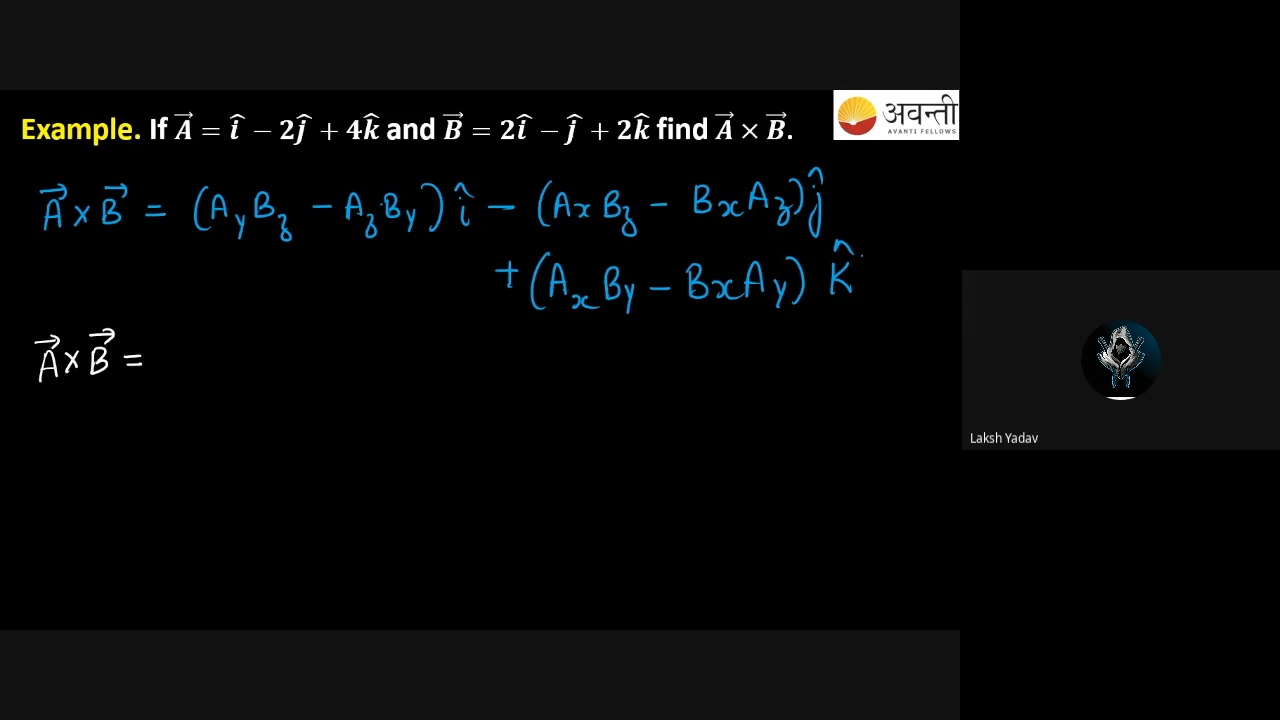 Example. If A⃗ = î − 2ĵ + 4k̂ and B⃗ = 2î − ĵ + 2k̂ find A⃗ × B⃗.
अवन्ती
AVANTI FELLOWS
A⃗ × B⃗ = (AyBz − AzBy) î − (AxBz − BxAz) ĵ
+ (AxBy − BxAy) K̂
A⃗ × B⃗ =
Laksh Yadav